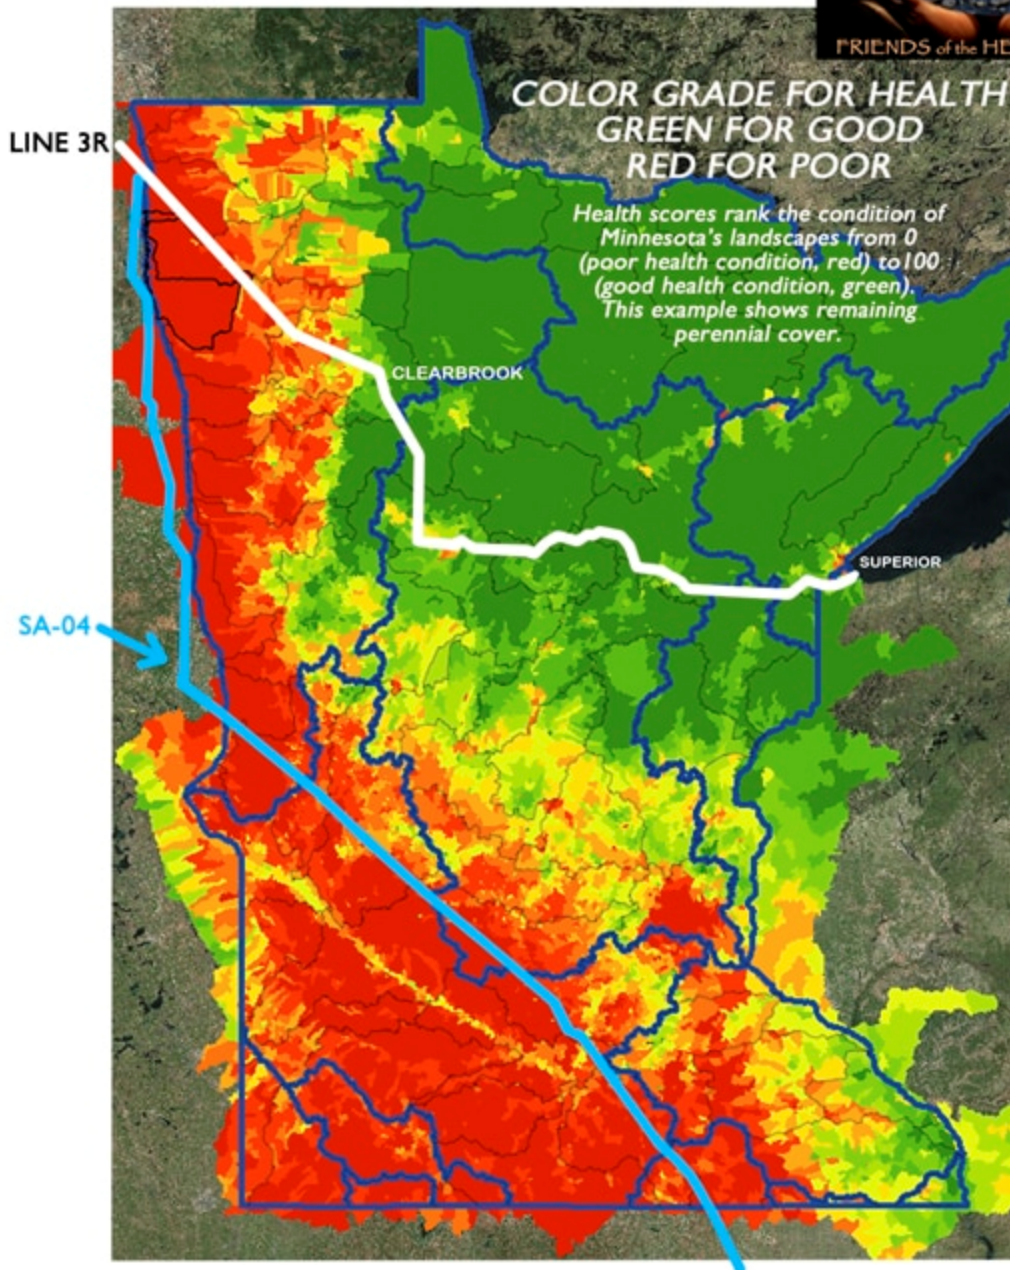 FRIENDS of the HE
COLOR GRADE FOR HEALTH
GREEN FOR GOOD
RED FOR POOR
LINE 3R
Health scores rank the condition of
Minnesota's landscapes from 0
(poor health condition, red) to100
(good health condition, green).
This example shows remaining
perennial cover.
CLEARBROOK
SUPERIOR
SA-04